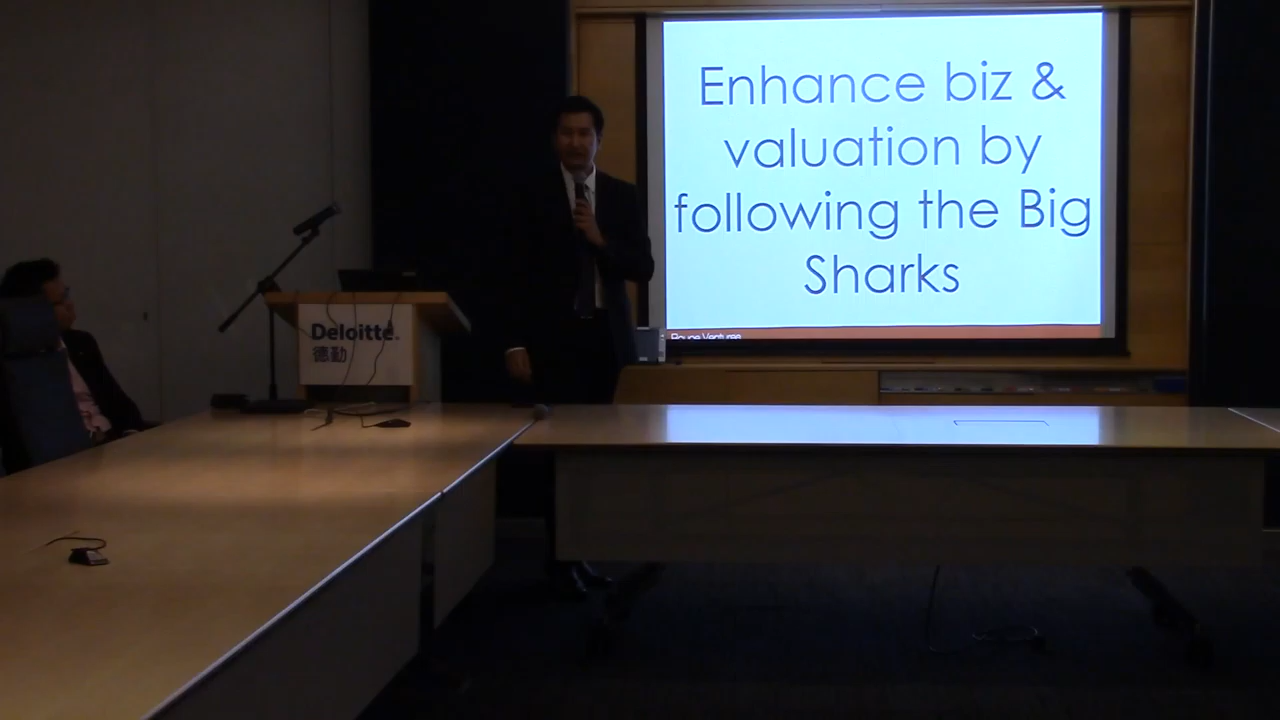 Enhance biz &
valuation by
following the Big
Sharks
Deloitte.
德勤